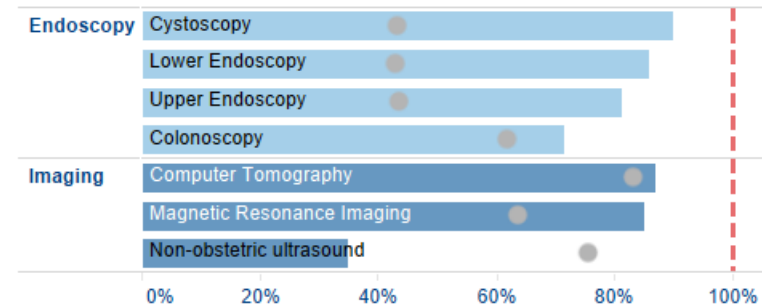 Endoscopy Cystoscopy
Lower Endoscopy
Upper Endoscopy
Colonoscopy
Imaging Computer Tomography
Magnetic Resonance Imaging
Non-obstetric ultrasound
0% 20% 40% 60% 80% 100%